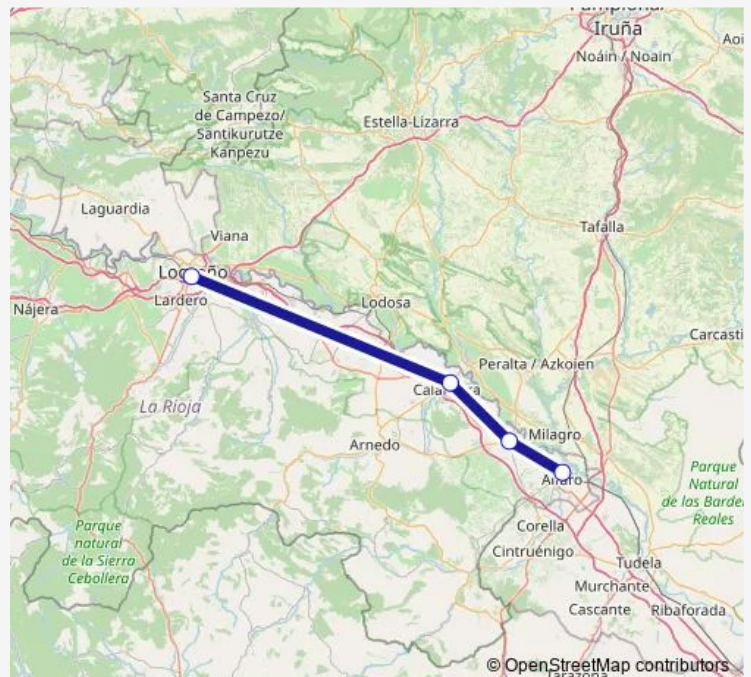 Iruña
Noáin / Noain
Aoi
Santa Cruz
de Campezo/
Santikurutze
Kanpezu
Estella-Lizarra
Laguardia
Viana
Tafalla
Lardero
Lodosa
Nájera
Carcasti
Peralta / Azkoien
La Rioja
Milagro
Arnedo
Alfaro
Parque
Natural
de las Barde
Reales
Corella
Cintruénigo
Parque
natural
de la Sierra
Cebollera
Tudela
Murchante
Cascante
Ribaforada
© OpenStreetMap contributors